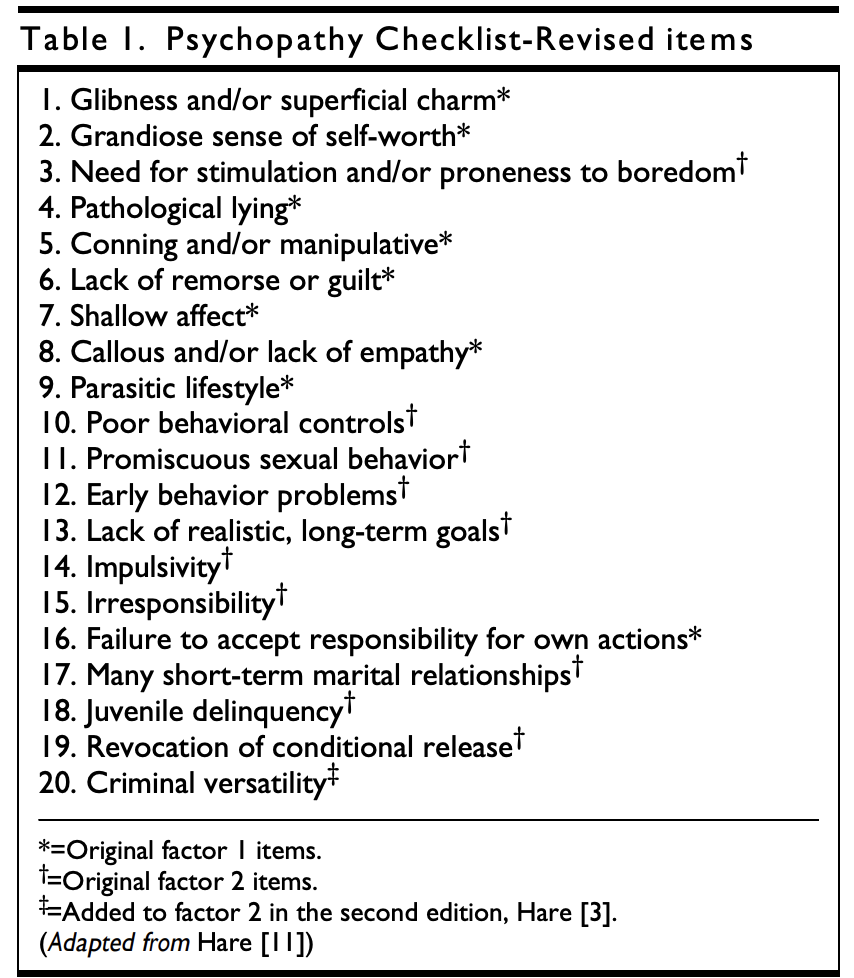 Table 1. Psychopathy Checklist-Revised items
1. Glibness and/or superficial charm*
2. Grandiose sense of self-worth*
3. Need for stimulation and/or proneness to boredom†
4. Pathological lying*
5. Conning and/or manipulative*
6. Lack of remorse or guilt*
7. Shallow affect*
8. Callous and/or lack of empathy*
9. Parasitic lifestyle*
10. Poor behavioral controls†
11. Promiscuous sexual behavior†
12. Early behavior problems†
13. Lack of realistic, long-term goals†
14. Impulsivity†
15. Irresponsibility†
16. Failure to accept responsibility for own actions*
17. Many short-term marital relationships†
18. Juvenile delinquency†
19. Revocation of conditional release†
20. Criminal versatility‡
*=Original factor 1 items.
†=Original factor 2 items.
‡=Added to factor 2 in the second edition, Hare [3].
(Adapted from Hare [11])